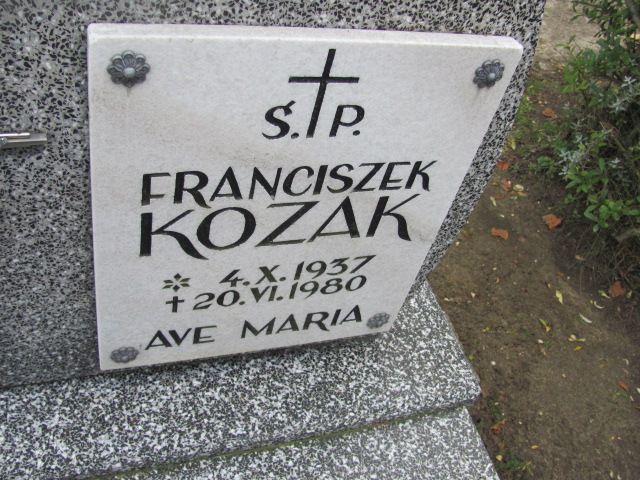 Ś.P.
FRANCISZEK
KOZAK
* 4.X.1937
† 20.VI.1980
AVE MARIA